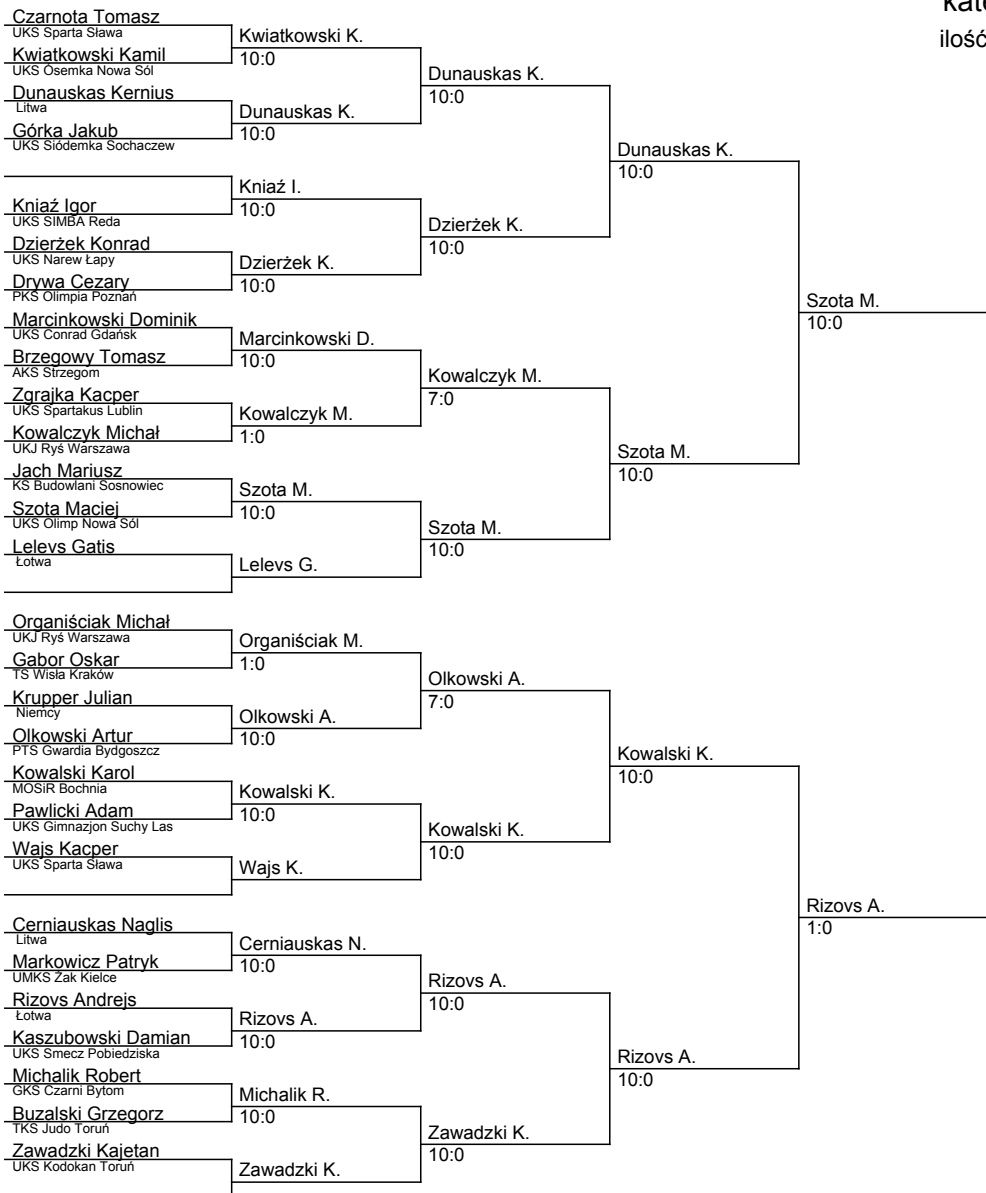 Czarnota Tomasz
UKS Sparta Sława
Kwiatkowski Kamil
UKS Ósemka Nowa Sól
Dunauskas Kernius
Litwa
Górka Jakub
UKS Siódemka Sochaczew
Kniaź Igor
UKS SIMBA Reda
Dzierżek Konrad
UKS Narew Łapy
Drywa Cezary
PKS Olimpia Poznań
Marcinkowski Dominik
UKS Conrad Gdańsk
Brzegowy Tomasz
AKS Strzegom
Zgrajka Kacper
UKS Spartakus Lublin
Kowalczyk Michał
UKJ Ryś Warszawa
Jach Mariusz
KS Budowlani Sosnowiec
Szota Maciej
UKS Olimp Nowa Sól
Lelevs Gatis
Łotwa
Organiściak Michał
UKJ Ryś Warszawa
Gabor Oskar
TS Wisła Kraków
Krupper Julian
Niemcy
Olkowski Artur
PTS Gwardia Bydgoszcz
Kowalski Karol
MOSiR Bochnia
Pawlicki Adam
UKS Gimnazjon Suchy Las
Wajs Kacper
UKS Sparta Sława
Cerniauskas Naglis
Litwa
Markowicz Patryk
UMKS Żak Kielce
Rizovs Andrejs
Łotwa
Kaszubowski Damian
UKS Smecz Pobiedziska
Michalik Robert
GKS Czarni Bytom
Buzalski Grzegorz
TKS Judo Toruń
Zawadzki Kajetan
UKS Kodokan Toruń
Kwiatkowski K.
10:0
Dunauskas K.
10:0
Kniaź I.
10:0
Dzierżek K.
10:0
Marcinkowski D.
10:0
Kowalczyk M.
1:0
Szota M.
10:0
Lelevs G.
Organiściak M.
1:0
Olkowski A.
10:0
Kowalski K.
10:0
Wajs K.
Cerniauskas N.
10:0
Rizovs A.
10:0
Michalik R.
10:0
Zawadzki K.
Dunauskas K.
10:0
Dzierżek K.
10:0
Kowalczyk M.
7:0
Szota M.
10:0
Olkowski A.
7:0
Kowalski K.
10:0
Rizovs A.
10:0
Zawadzki K.
10:0
Dunauskas K.
10:0
Szota M.
10:0
Kowalski K.
10:0
Rizovs A.
10:0
Szota M.
10:0
Rizovs A.
1:0
ilość